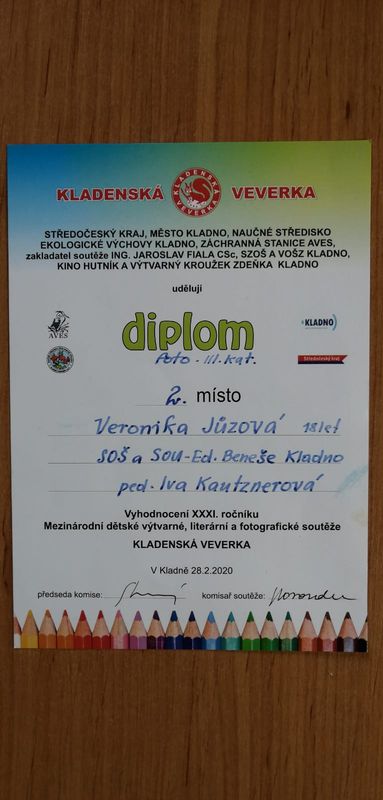 KLADENSKÁ KLADENSKÁ VEVERKA VEVERKA
STŘEDOČESKÝ KRAJ, MĚSTO KLADNO, NAUČNÉ STŘEDISKO
EKOLOGICKÉ VÝCHOVY KLADNO, ZÁCHRANNÁ STANICE AVES,
zakladatel soutěže ING. JAROSLAV FIALA CSc, SZOŠ A VOŠZ KLADNO,
KINO HUTNÍK A VÝTVARNÝ KROUŽEK ZDEŇKA KLADNO
udělují
AVES
diplom
KLADNO
Středočeský kraj
Foto - III. kat.
2. místo
Veronika Jůzová 18 let
SOŠ a SOU - Ed. Beneše Kladno
ped. Iva Kautznerová
Vyhodnocení XXXI. ročníku
Mezinárodní dětské výtvarné, literární a fotografické soutěže
KLADENSKÁ VEVERKA
V Kladně 28.2.2020
předseda komise:
komisař soutěže: